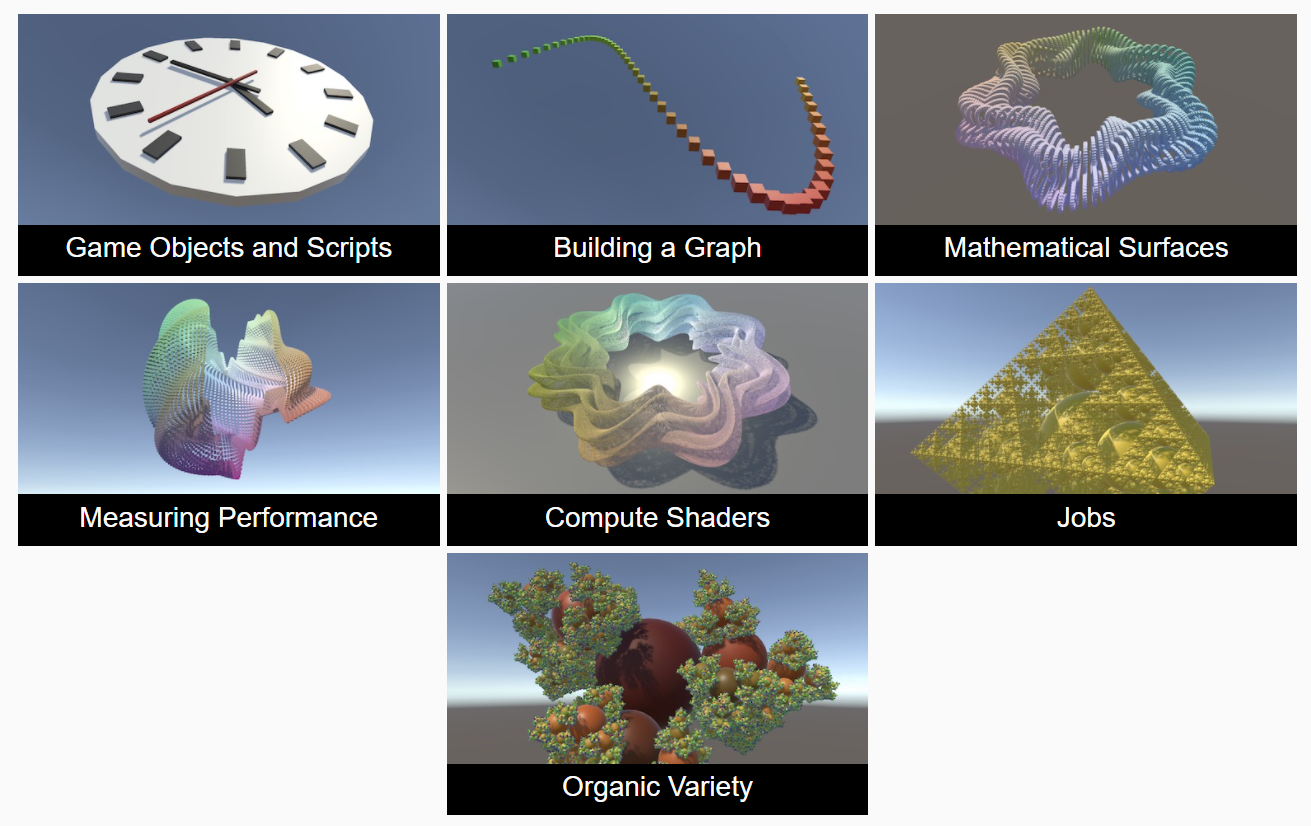 Game Objects and Scripts
Building a Graph
Mathematical Surfaces
Measuring Performance
Compute Shaders
Jobs
Organic Variety